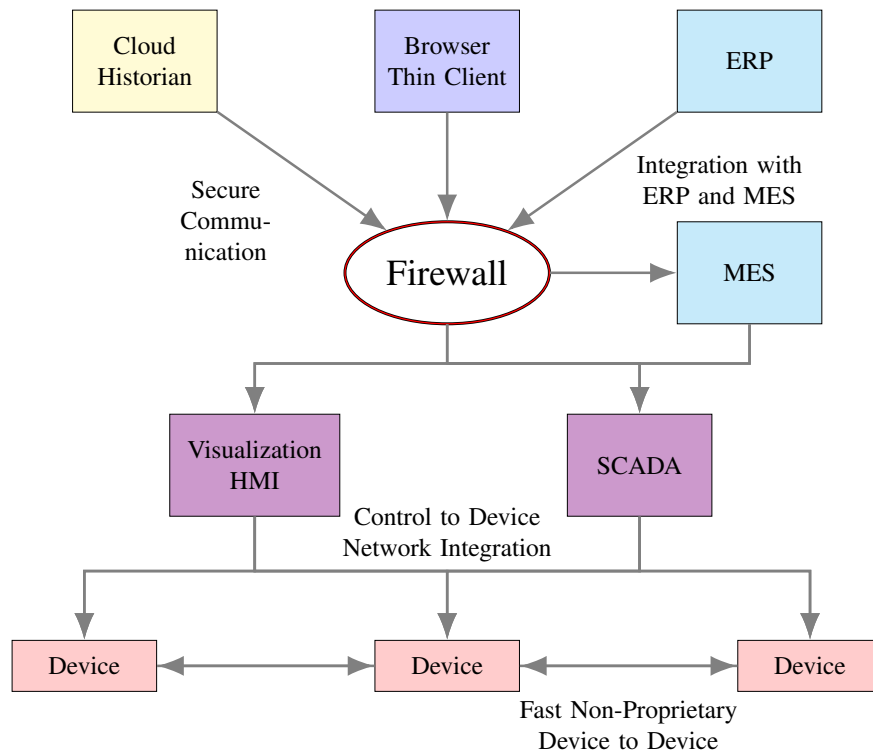 Cloud
Historian
Browser
Thin Client
ERP
Secure
Commu-
nication
Integration with
ERP and MES
Firewall
MES
Visualization
HMI
SCADA
Control to Device
Network Integration
Device
Device
Device
Fast Non-Proprietary
Device to Device